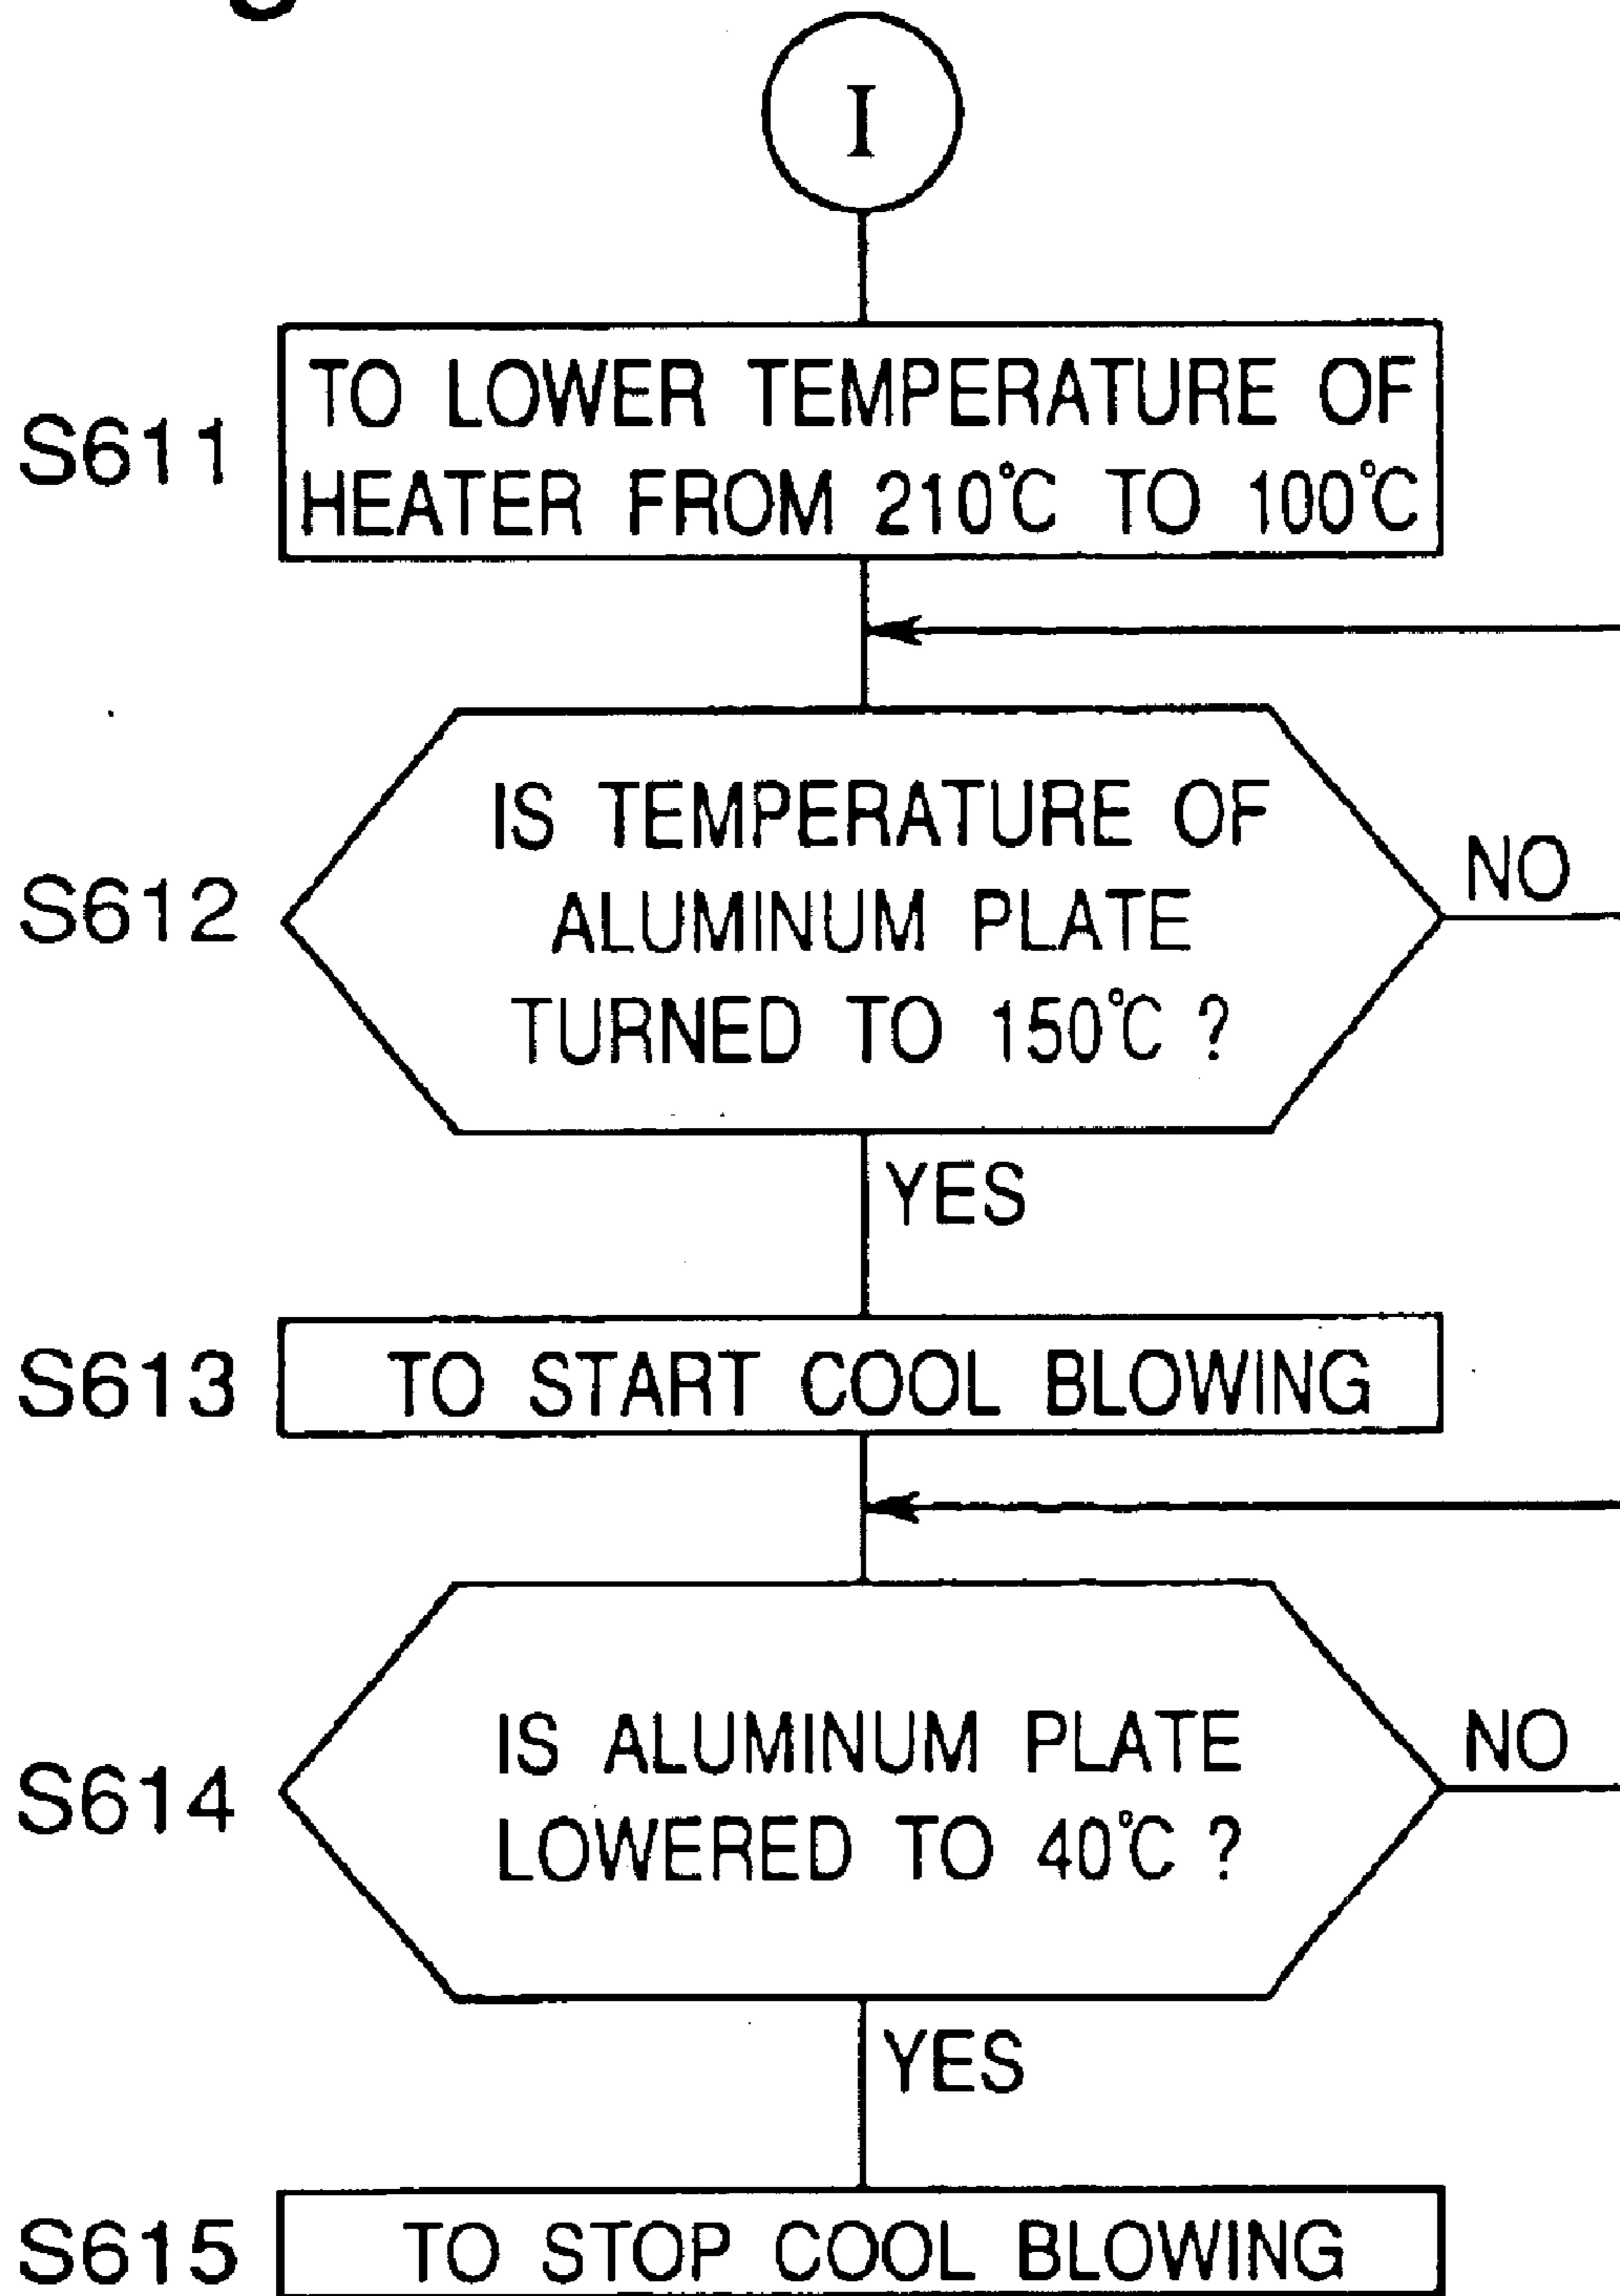 I
S611
TO LOWER TEMPERATURE OF
HEATER FROM 210°C TO 100°C
S612
IS TEMPERATURE OF
ALUMINUM PLATE
TURNED TO 150°C ?
NO
YES
S613
TO START COOL BLOWING
S614
IS ALUMINUM PLATE
LOWERED TO 40°C ?
NO
YES
S615
TO STOP COOL BLOWING